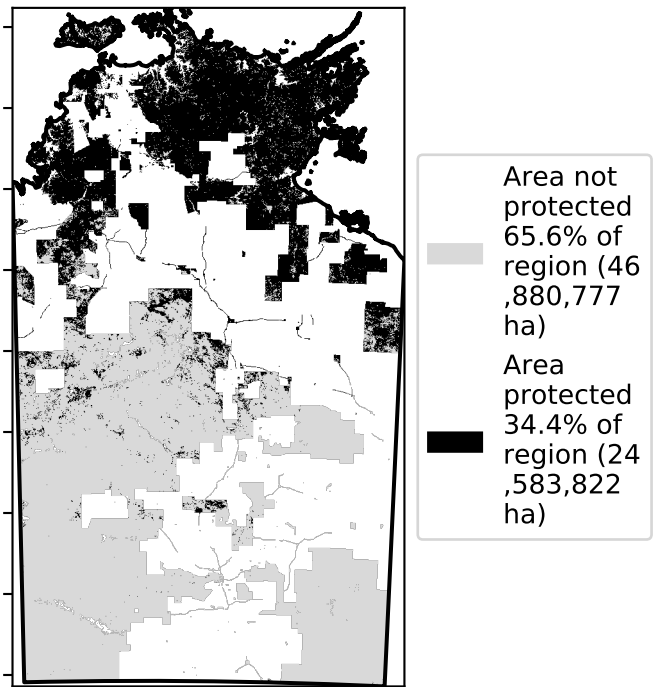 Area not
protected
65.6% of
region (46
,880,777
ha)
Area
protected
34.4% of
region (24
,583,822
ha)